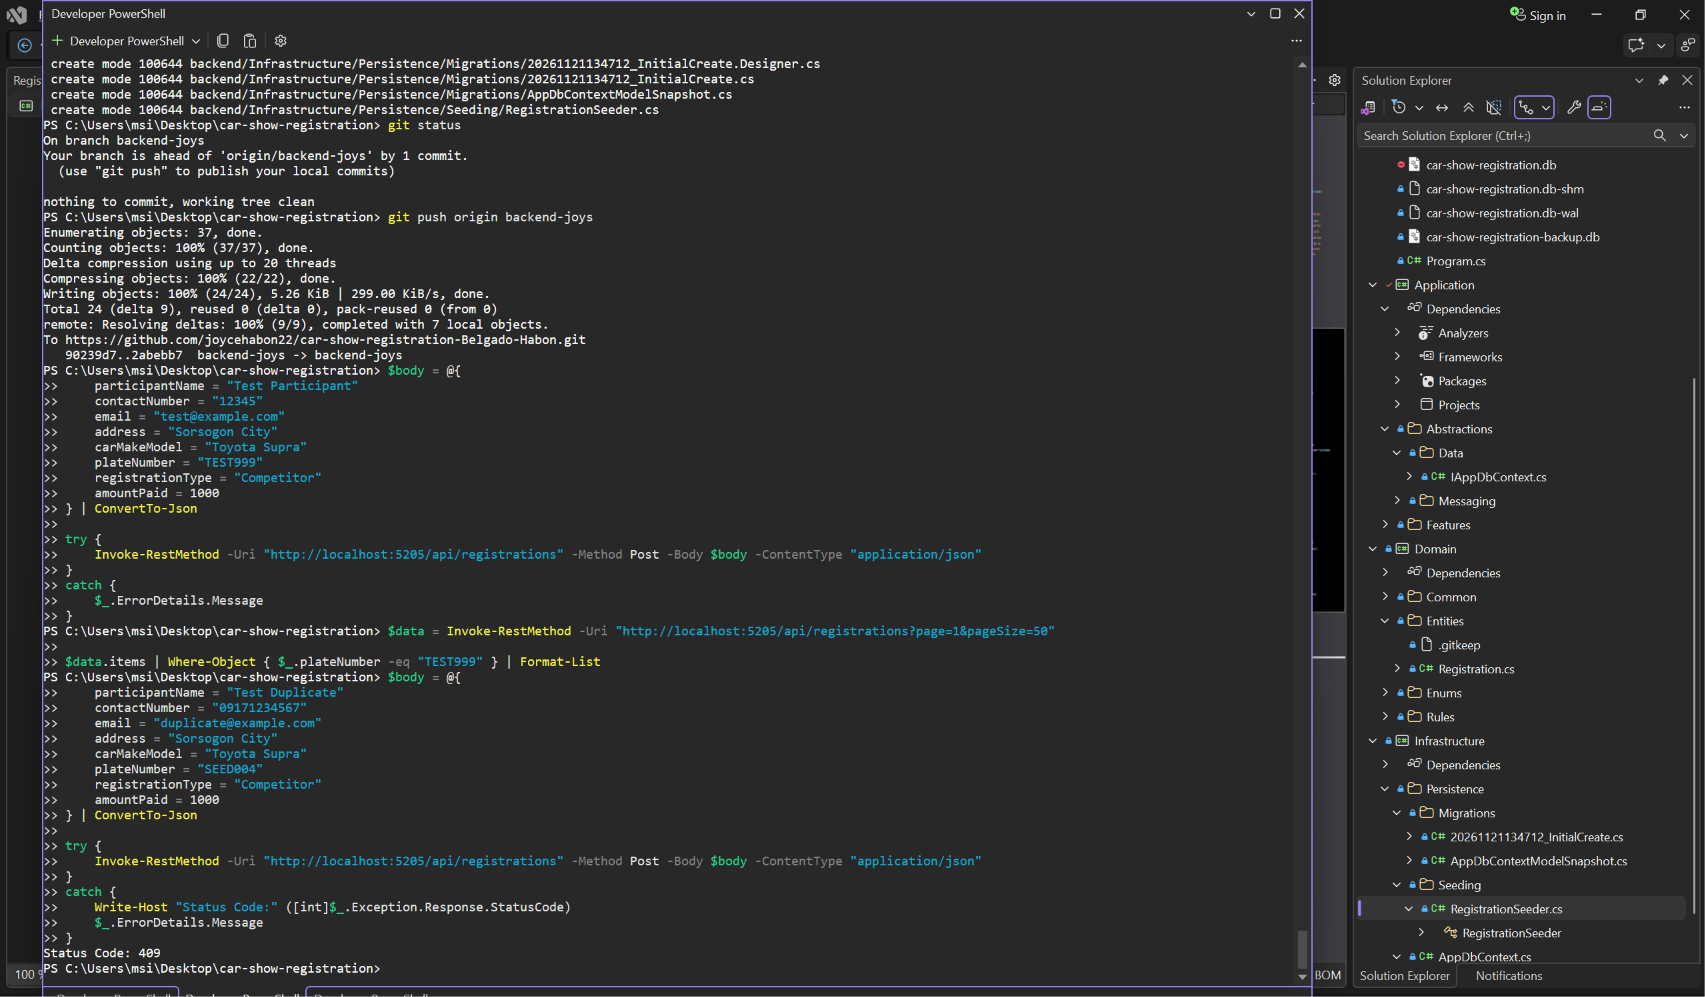 Developer PowerShell
Developer PowerShell
create mode 100644 backend/Infrastructure/Persistence/Migrations/20261121134712_InitialCreate.Designer.cs
create mode 100644 backend/Infrastructure/Persistence/Migrations/20261121134712_InitialCreate.cs
create mode 100644 backend/Infrastructure/Persistence/Migrations/AppDbContextModelSnapshot.cs
create mode 100644 backend/Infrastructure/Persistence/Seeding/RegistrationSeeder.cs
PS C:\Users\msi\Desktop\car-show-registration> git status
On branch backend-joys
Your branch is ahead of 'origin/backend-joys' by 1 commit.
  (use "git push" to publish your local commits)

nothing to commit, working tree clean
PS C:\Users\msi\Desktop\car-show-registration> git push origin backend-joys
Enumerating objects: 37, done.
Counting objects: 100% (37/37), done.
Delta compression using up to 20 threads
Compressing objects: 100% (22/22), done.
Writing objects: 100% (24/24), 5.26 KiB | 299.00 KiB/s, done.
Total 24 (delta 9), reused 0 (delta 0), pack-reused 0 (from 0)
remote: Resolving deltas: 100% (9/9), completed with 7 local objects.
To https://github.com/joycehabon22/car-show-registration-Belgado-Habon.git
   90239d7..2abebb7  backend-joys -> backend-joys
PS C:\Users\msi\Desktop\car-show-registration> $body = @{
>>     participantName = "Test Participant"
>>     contactNumber = "12345"
>>     email = "test@example.com"
>>     address = "Sorsogon City"
>>     carMakeModel = "Toyota Supra"
>>     plateNumber = "TEST999"
>>     registrationType = "Competitor"
>>     amountPaid = 1000
>> } | ConvertTo-Json
>>
>> try {
>>     Invoke-RestMethod -Uri "http://localhost:5205/api/registrations" -Method Post -Body $body -ContentType "application/json"
>> }
>> catch {
>>     $_.ErrorDetails.Message
>> }
PS C:\Users\msi\Desktop\car-show-registration> $data = Invoke-RestMethod -Uri "http://localhost:5205/api/registrations?page=1&pageSize=50"
>>
>> $data.items | Where-Object { $_.plateNumber -eq "TEST999" } | Format-List
PS C:\Users\msi\Desktop\car-show-registration> $body = @{
>>     participantName = "Test Duplicate"
>>     contactNumber = "09171234567"
>>     email = "duplicate@example.com"
>>     address = "Sorsogon City"
>>     carMakeModel = "Toyota Supra"
>>     plateNumber = "SEED004"
>>     registrationType = "Competitor"
>>     amountPaid = 1000
>> } | ConvertTo-Json
>>
>> try {
>>     Invoke-RestMethod -Uri "http://localhost:5205/api/registrations" -Method Post -Body $body -ContentType "application/json"
>> }
>> catch {
>>     Write-Host "Status Code:" ([int]$_.Exception.Response.StatusCode)
>>     $_.ErrorDetails.Message
>> }
Status Code: 409
PS C:\Users\msi\Desktop\car-show-registration>
Regis
100 %
BOM
Sign in
Solution Explorer
Search Solution Explorer (Ctrl+;)
car-show-registration.db
car-show-registration.db-shm
car-show-registration.db-wal
car-show-registration-backup.db
C# Program.cs
Application
Dependencies
Analyzers
Frameworks
Packages
Projects
Abstractions
Data
C# IAppDbContext.cs
Messaging
Features
Domain
Dependencies
Common
Entities
.gitkeep
C# Registration.cs
Enums
Rules
Infrastructure
Dependencies
Persistence
Migrations
C# 20261121134712_InitialCreate.cs
C# AppDbContextModelSnapshot.cs
Seeding
C# RegistrationSeeder.cs
RegistrationSeeder
C# AppDbContext.cs
Solution Explorer
Notifications